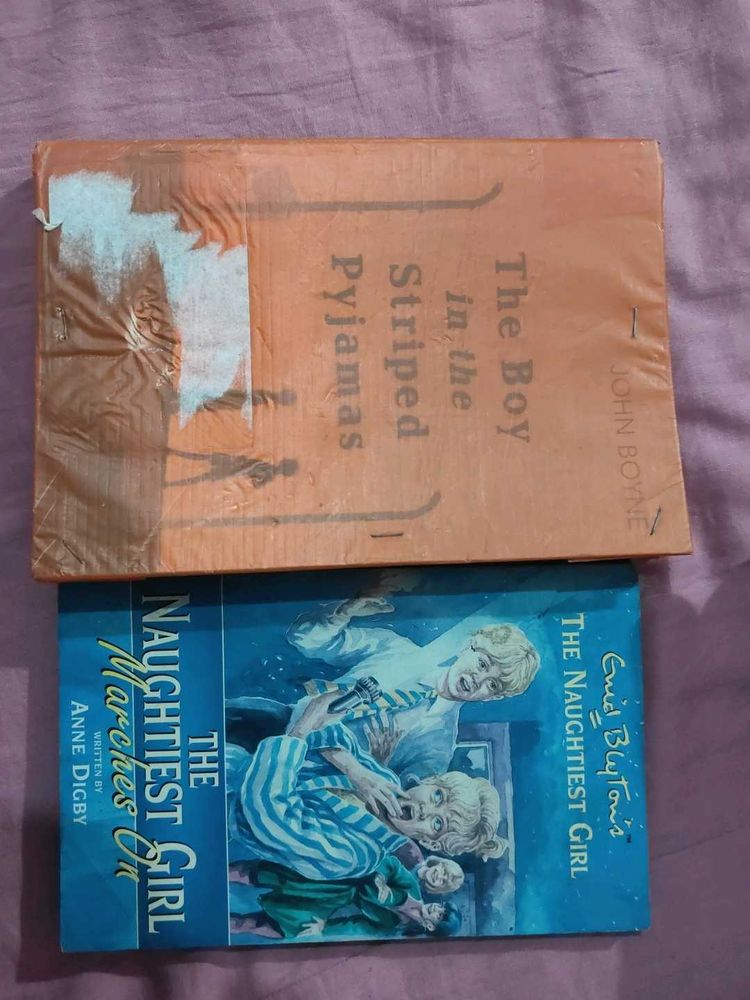 The Boy
in the
Striped
Pyjamas
JOHN BOYNE
Enid Blyton's™
THE NAUGHTIEST GIRL
THE
NAUGHTIEST GIRL
Marches On
WRITTEN BY
ANNE DIGBY